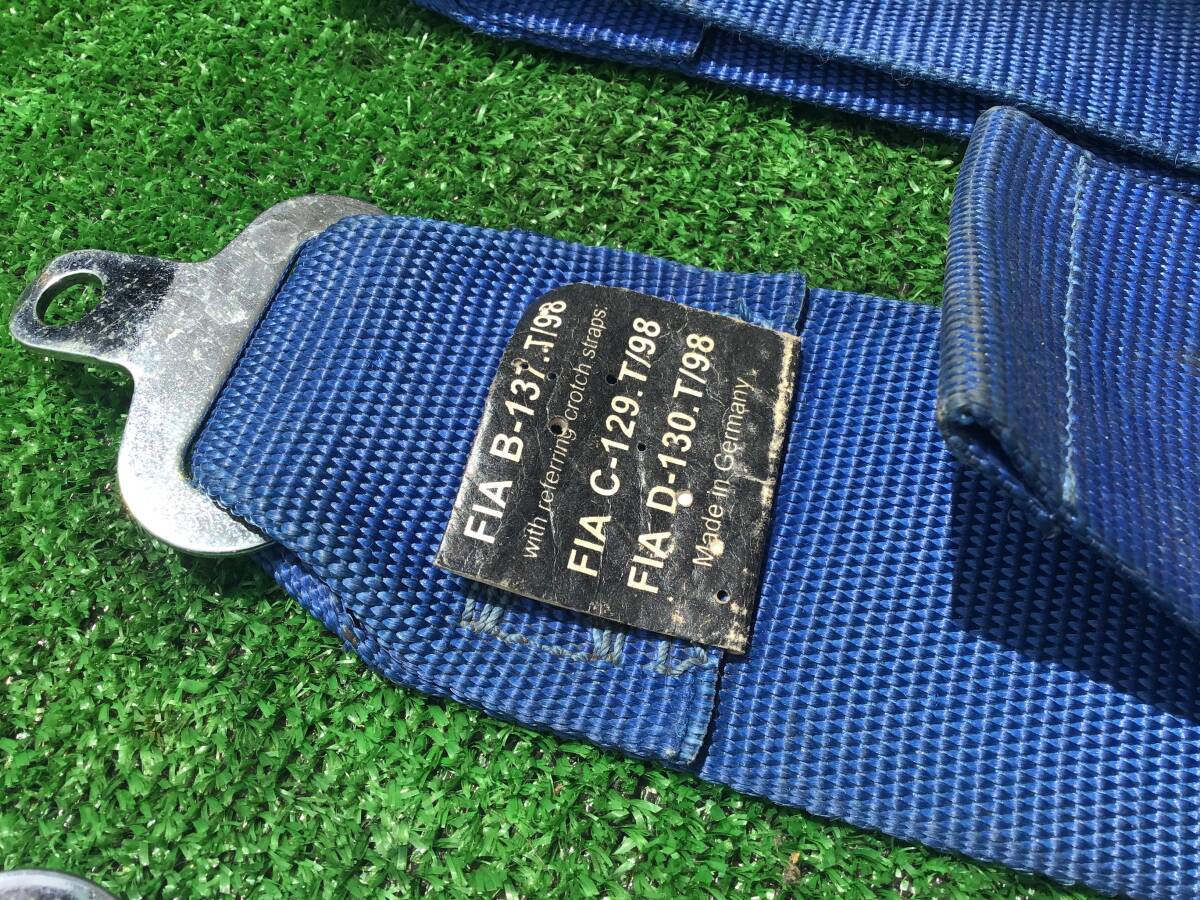 FIA B-137.T/98
with referring crotch straps:
FIA C-129.T/98
FIA D-130.T/98
Made in Germany